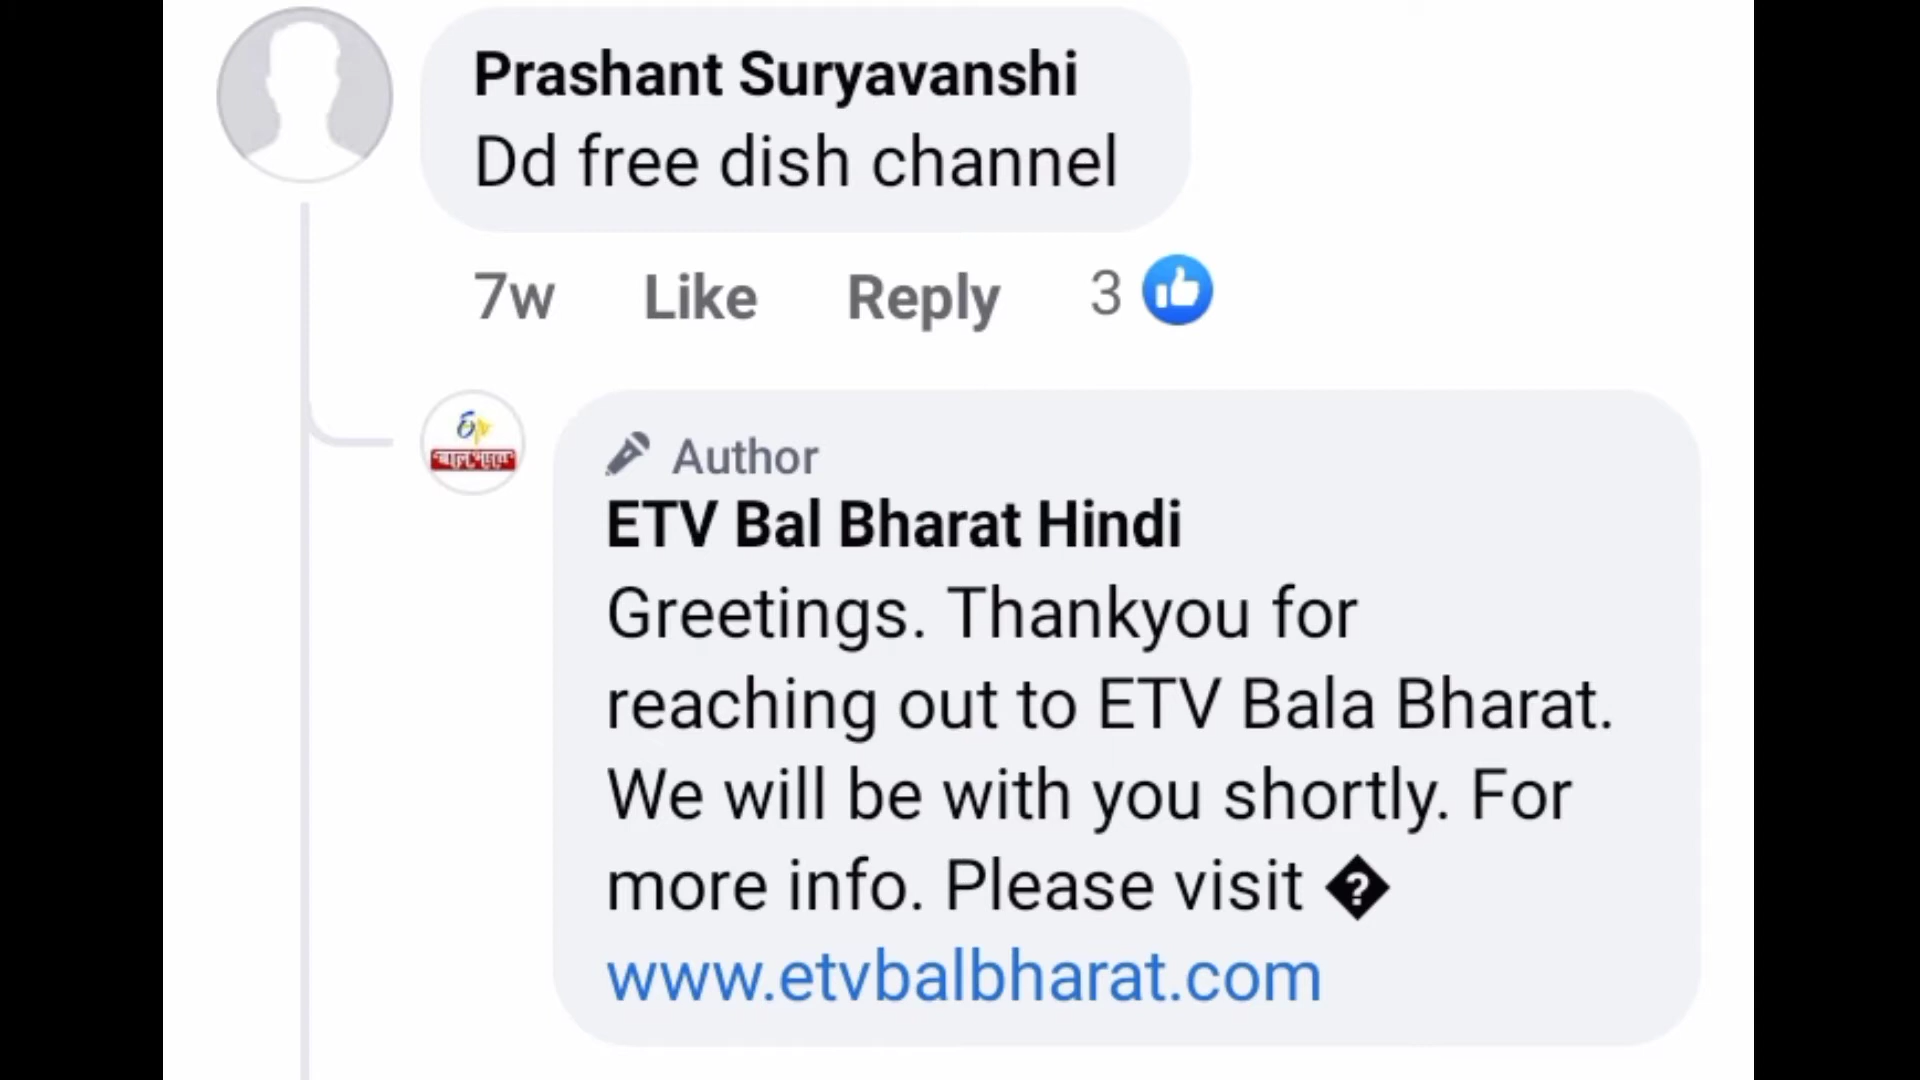 Prashant Suryavanshi
Dd free dish channel
7w Like Reply 3
Author
ETV Bal Bharat Hindi
Greetings. Thankyou for
reaching out to ETV Bala Bharat.
We will be with you shortly. For
more info. Please visit �
www.etvbalbharat.com